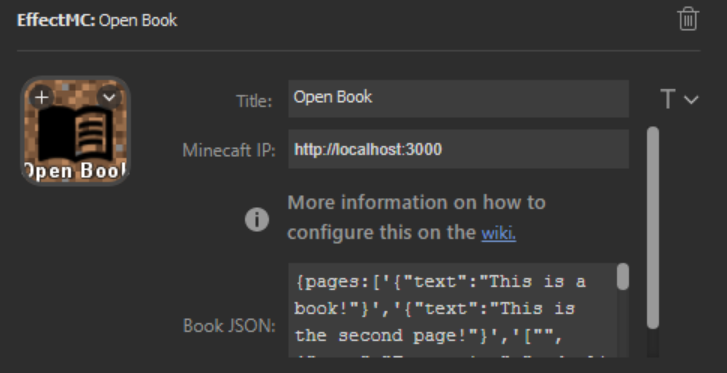 EffectMC: Open Book
Open Book
Title: Open Book
T
Minecaft IP: http://localhost:3000
More information on how to
configure this on the wiki.
Book JSON:
{pages:['{"text":"This is a
book!"}','{"text":"This is
the second page!"}','["",